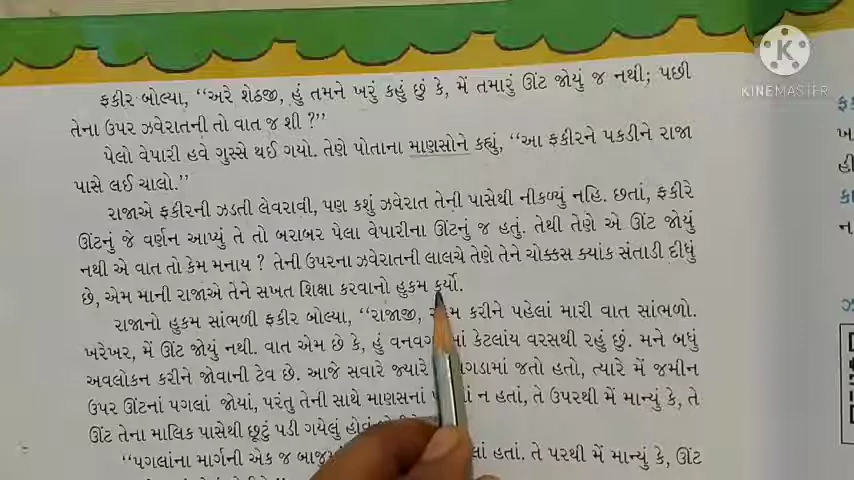 ફકીર બોલ્યા, “અરે શેઠજી, હું તમને ખરું કહું છું કે, મેં તમારું ઊંટ જોયું જ નથી; પછી
તેના ઉપર ઝવેરાતની તો વાત જ શી ?”
પેલો વેપારી હવે ગુસ્સે થઈ ગયો. તેણે પોતાના માણસોને કહ્યું, “આ ફકીરને પકડીને રાજા
પાસે લઈ ચાલો.”
રાજાએ ફકીરની ઝડતી લેવરાવી, પણ કશું ઝવેરાત તેની પાસેથી નીકળ્યું નહિ. છતાં, ફકીરે
ઊંટનું જે વર્ણન આપ્યું તે તો બરાબર પેલા વેપારીના ઊંટનું જ હતું. તેથી તેણે એ ઊંટ જોયું
નથી એ વાત તો કેમ મનાય ? તેની ઉપરના ઝવેરાતની લાલચે તેણે તેને ચોક્કસ ક્યાંક સંતાડી દીધું
છે, એમ માની રાજાએ તેને સખત શિક્ષા કરવાનો હુકમ કર્યો.
રાજાનો હુકમ સાંભળી ફકીર બોલ્યા, “રાજાજી, કરીને પહેલાં મારી વાત સાંભળો.
ખરેખર, મેં ઊંટ જોયું નથી. વાત એમ છે કે, હું કેટલાંય વરસથી રહું છું. મને બધું
અવલોકન કરીને જોવાની ટેવ છે. આજે સવારે જ્યારે જતો હતો, ત્યારે મેં જમીન
ઉપર ઊંટનાં પગલાં જોયાં, પરંતુ તેની સાથે માણસનાં ન હતાં, તે ઉપરથી મેં માન્યું કે, તે
ઊંટ તેના માલિક પાસેથી છૂટું પડી ગયેલું
“પગલાંના માર્ગની એક જ હતાં. તે પરથી મેં માન્યું કે, ઊંટ
KINEMASTER